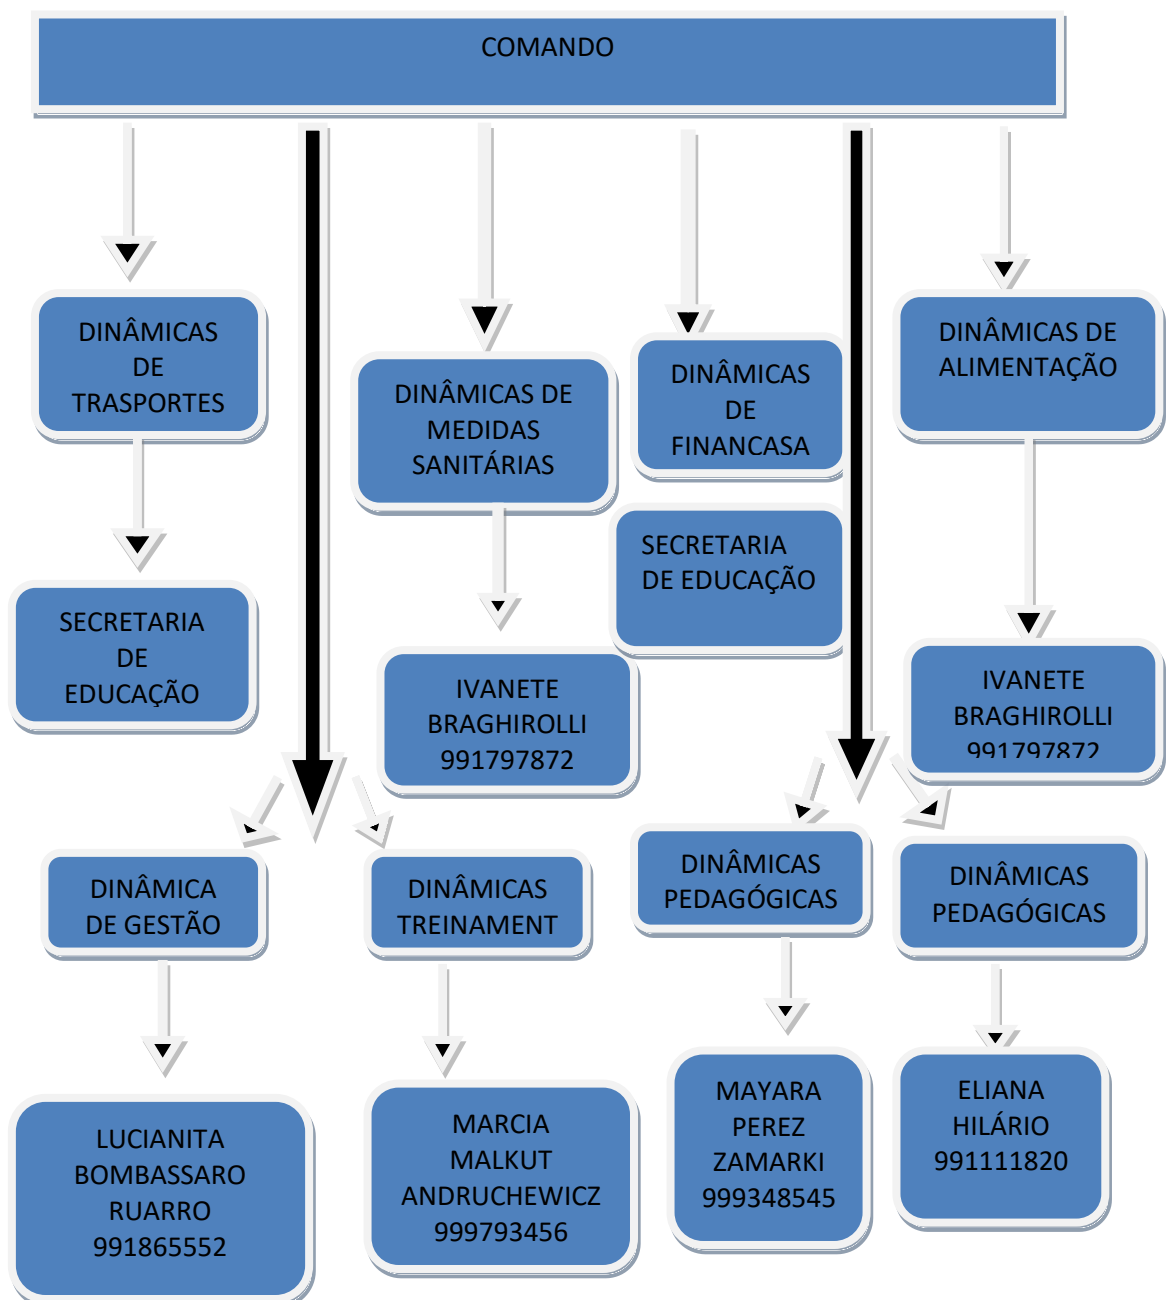 COMANDO
DINÂMICAS
DE
TRASPORTES
DINÂMICAS DE
MEDIDAS
SANITÁRIAS
DINÂMICAS
DE
FINANCASA
DINÂMICAS DE
ALIMENTAÇÃO
SECRETARIA
DE
EDUCAÇÃO
IVANETE
BRAGHIROLLI
991797872
SECRETARIA
DE EDUCAÇÃO
IVANETE
BRAGHIROLLI
991797872
DINÂMICA
DE GESTÃO
DINÂMICAS
TREINAMENT
DINÂMICAS
PEDAGÓGICAS
DINÂMICAS
PEDAGÓGICAS
LUCIANITA
BOMBASSARO
RUARRO
991865552
MARCIA
MALKUT
ANDRUCHEWICZ
999793456
MAYARA
PEREZ
ZAMARKI
999348545
ELIANA
HILÁRIO
991111820